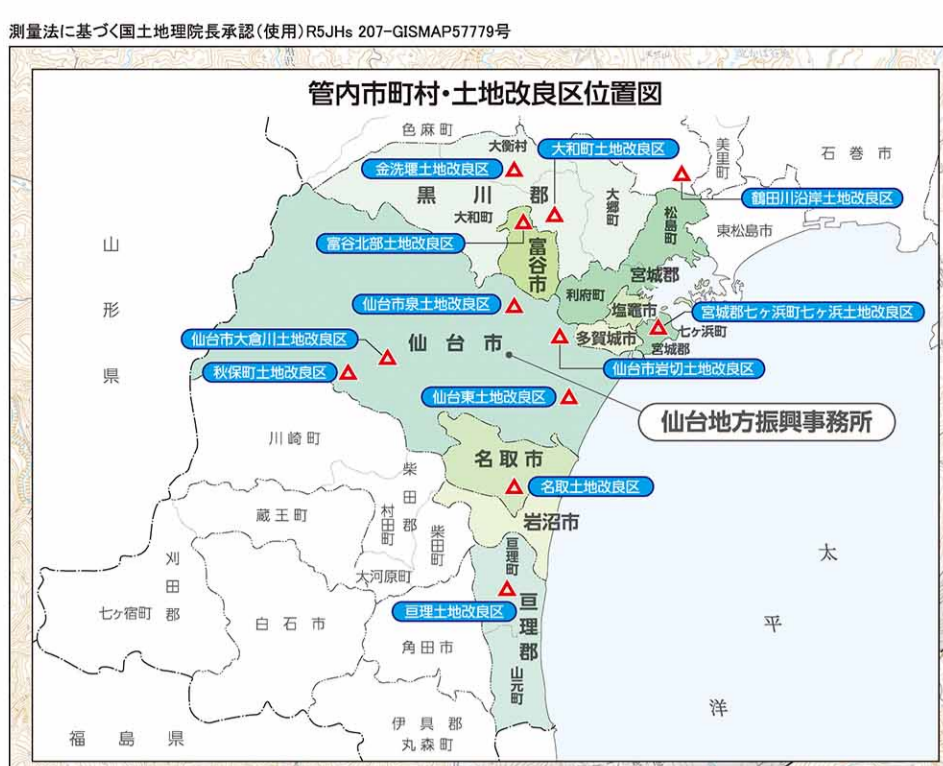 測量法に基づく国土地理院長承認(使用)R5JHs 207-GISMAP57779号
管内市町村・土地改良区位置図
色麻町
大衡村
大和町土地改良区
美里町
石巻市
金洗堰土地改良区
黒川郡
大郷町
鶴田川沿岸土地改良区
大和町
松島町
東松島市
富谷北部土地改良区
富谷市
宮城郡
山形県
利府町
仙台市泉土地改良区
塩竈市
宮城郡七ヶ浜町七ヶ浜土地改良区
七ヶ浜町
仙台市大倉川土地改良区
仙台市
多賀城市
宮城郡
秋保町土地改良区
仙台市岩切土地改良区
仙台東土地改良区
仙台地方振興事務所
川崎町
名取市
柴田郡
名取土地改良区
蔵王町
村田町
柴田町
岩沼市
刈田郡
大河原町
亘理町
太平洋
七ヶ宿町
白石市
亘理土地改良区
亘理郡
角田市
山元町
伊具郡
丸森町
福島県